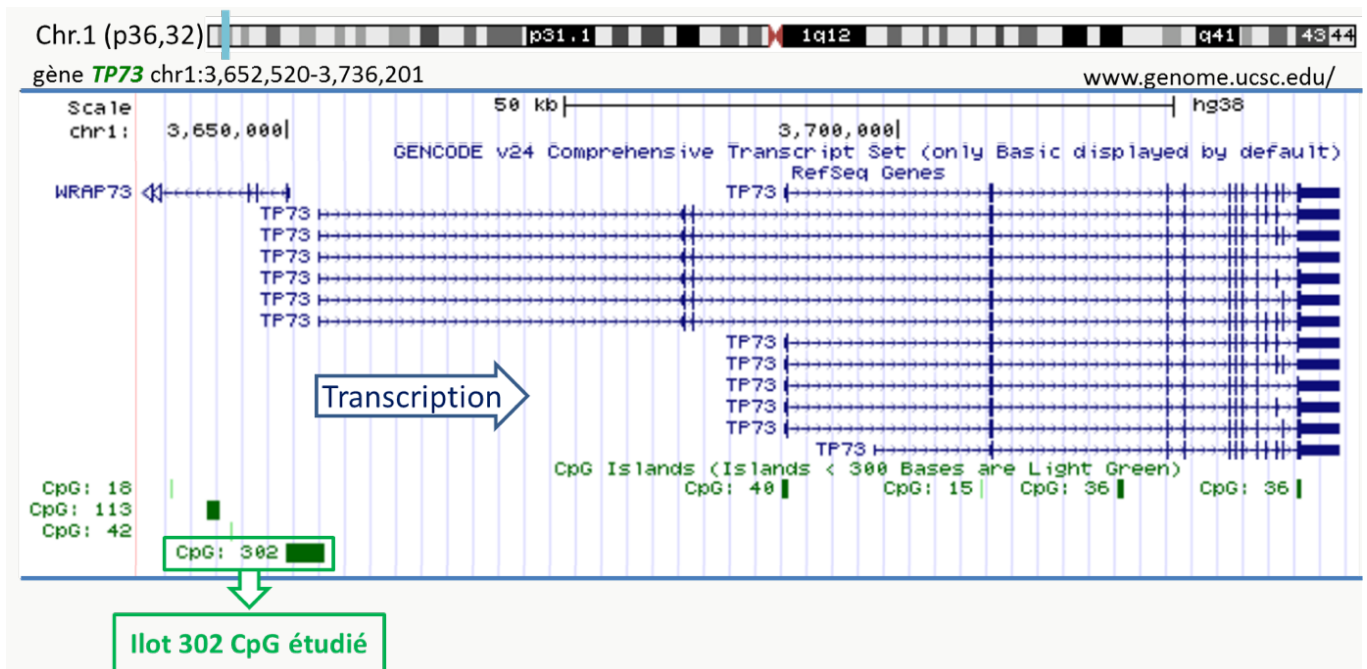 Chr.1 (p36,32) p31.1 1q12 q41 43 44
gène TP73 chr1:3,652,520-3,736,201 www.genome.ucsc.edu/
Scale 50 kb hg38
chr1: 3,650,000 3,700,000
GENCODE v24 Comprehensive Transcript Set (only Basic displayed by default)
RefSeq Genes
WRAP73 TP73
TP73
TP73
TP73
TP73
TP73
TP73
TP73
TP73
TP73
TP73
TP73
TP73
Transcription
CpG Islands (Islands < 300 Bases are Light Green)
CpG: 18 CpG: 40 CpG: 15 CpG: 36 CpG: 36
CpG: 113
CpG: 42
CpG: 302
Ilot 302 CpG étudié